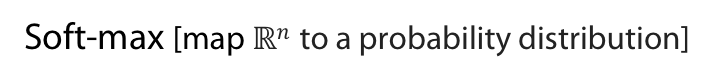 Soft-max [map ℝⁿ to a probability distribution]